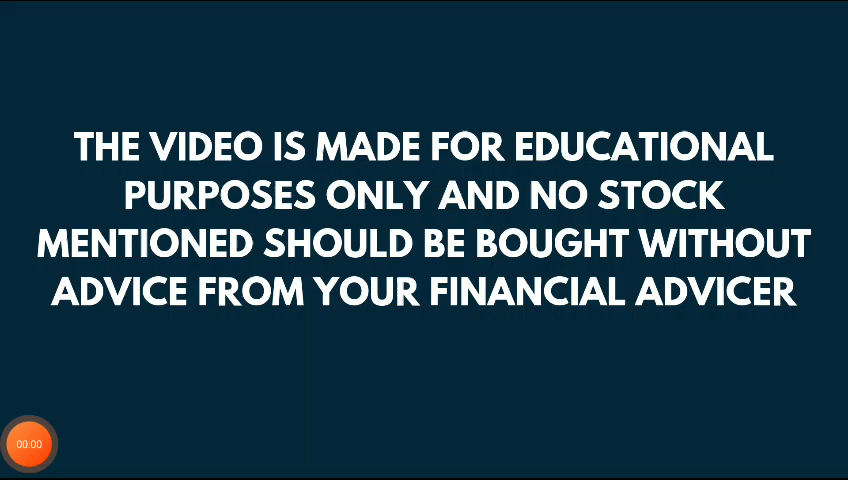 THE VIDEO IS MADE FOR EDUCATIONAL
PURPOSES ONLY AND NO STOCK
MENTIONED SHOULD BE BOUGHT WITHOUT
ADVICE FROM YOUR FINANCIAL ADVICER
00:00